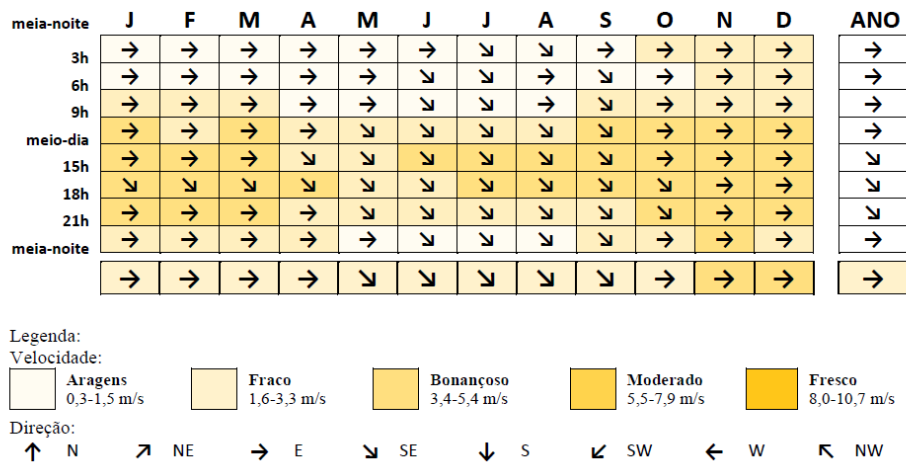 meia-noite J F M A M J J A S O N D ANO
3h
6h
9h
meio-dia
15h
18h
21h
meia-noite
Legenda:
Velocidade:
Aragens Fraco Bonançoso Moderado Fresco
0,3-1,5 m/s 1,6-3,3 m/s 3,4-5,4 m/s 5,5-7,9 m/s 8,0-10,7 m/s
Direção:
N NE E SE S SW W NW